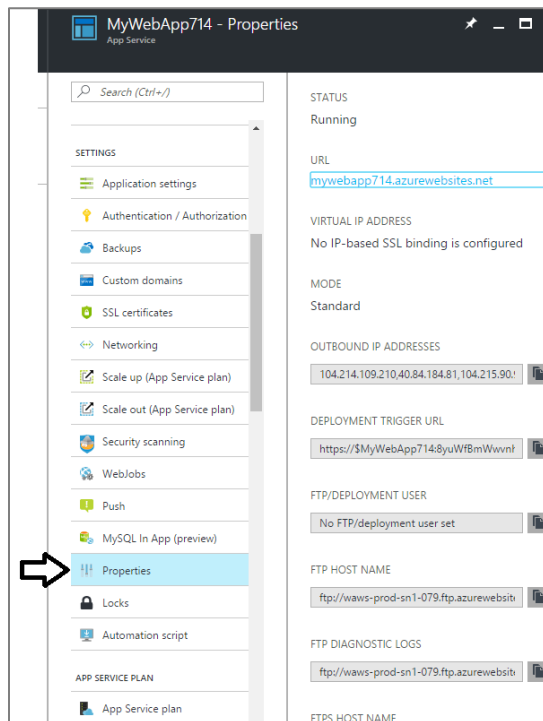 MyWebApp714 - Properties
App Service
Search (Ctrl+/)
SETTINGS
Application settings
Authentication / Authorization
Backups
Custom domains
SSL certificates
Networking
Scale up (App Service plan)
Scale out (App Service plan)
Security scanning
WebJobs
Push
MySQL In App (preview)
Properties
Locks
Automation script
APP SERVICE PLAN
App Service plan
STATUS
Running
URL
mywebapp714.azurewebsites.net
VIRTUAL IP ADDRESS
No IP-based SSL binding is configured
MODE
Standard
OUTBOUND IP ADDRESSES
104.214.109.210,40.84.184.81,104.215.90.
DEPLOYMENT TRIGGER URL
https://$MyWebApp714:8yuWfBmWwvnh
FTP/DEPLOYMENT USER
No FTP/deployment user set
FTP HOST NAME
ftp://waws-prod-sn1-079.ftp.azurewebsite
FTP DIAGNOSTIC LOGS
ftp://waws-prod-sn1-079.ftp.azurewebsite
FTPS HOST NAME